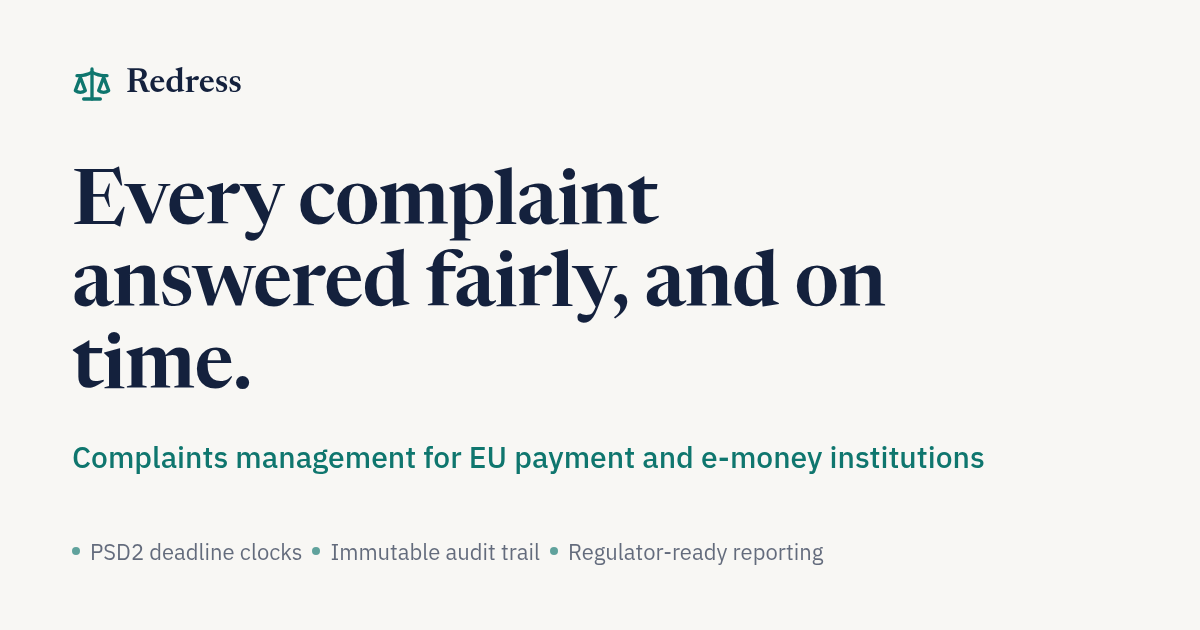 Redress
Every complaint
answered fairly, and on
time.
Complaints management for EU payment and e-money institutions
PSD2 deadline clocks • Immutable audit trail • Regulator-ready reporting